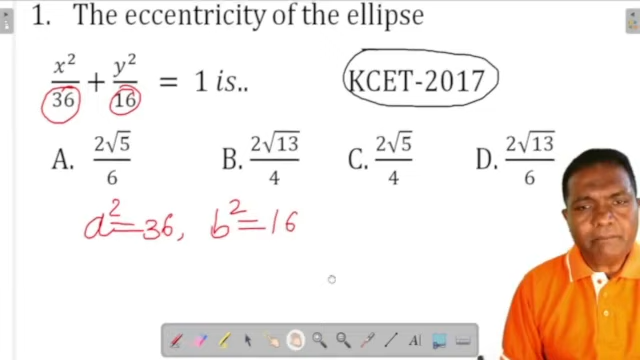 1. The eccentricity of the ellipse
x²/36 + y²/16 = 1 is..
KCET-2017
A. 2√5/6 B. 2√13/4 C. 2√5/4 D. 2√13/6
a²=36, b²=16
A